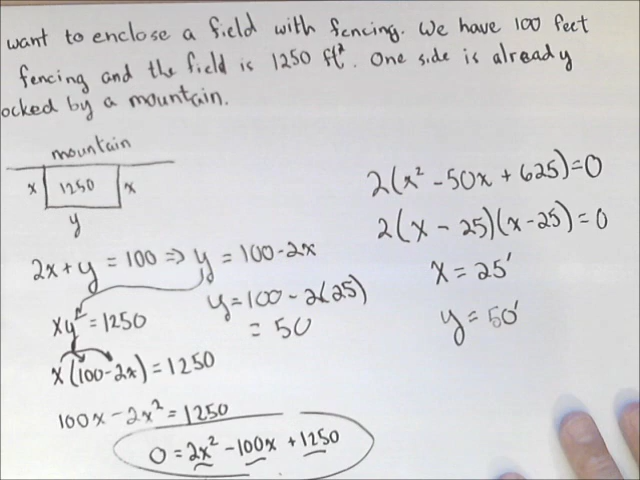 want to enclose a field with fencing. We have 100 feet
fencing and the field is 1250 ft². One side is already
ocked by a mountain.
mountain
x 1250 x
y
2x+y=100 => y=100-2x
xy=1250
y=100-2(25)
=50
x(100-2x)=1250
100x-2x²=1250
0=2x²-100x+1250
2(x²-50x+625)=0
2(x-25)(x-25)=0
x=25'
y=50'